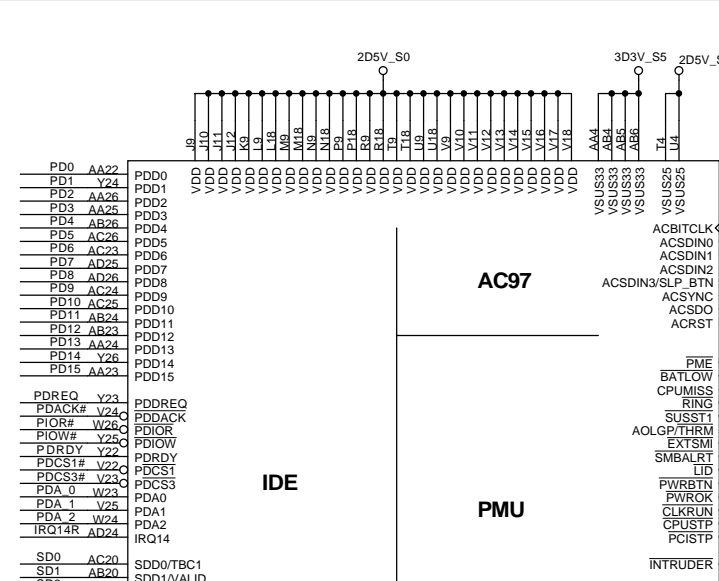 2D5V_S0 3D3V_S5 2D5V_S
J9 J10 J11 J12 K9 L9 L18 M9 M18 N9 N18 P9 P18 R9 R18 T9 T18 U9 U18 V9 V10 V11 V12 V13 V14 V15 V16 V17 V18 AA4 AB4 AB5 AB6 T4 U4
VDD VDD VDD VDD VDD VDD VDD VDD VDD VDD VDD VDD VDD VDD VDD VDD VDD VDD VDD VDD VDD VDD VDD VDD VDD VDD VDD VDD VDD VSUS33 VSUS33 VSUS33 VSUS33 VSUS25 VSUS25
PD0 AA22 PDD0
PD1 Y24 PDD1
PD2 AA26 PDD2
PD3 AA25 PDD3
PD4 AB26 PDD4
PD5 AC26 PDD5
PD6 AC23 PDD6
PD7 AD25 PDD7
PD8 AD26 PDD8
PD9 AC24 PDD9
PD10 AC25 PDD10
PD11 AB24 PDD11
PD12 AB23 PDD12
PD13 AA24 PDD13
PD14 Y26 PDD14
PD15 AA23 PDD15
PDREQ Y23 PDDREQ
PDACK# V24 PDDACK
PIOR# W26 PDIOR
PIOW# Y25 PDIOW
PDRDY Y22 PDRDY
PDCS1# V22 PDCS1
PDCS3# V23 PDCS3
PDA_0 W23 PDA0
PDA_1 V25 PDA1
PDA_2 W24 PDA2
IRQ14R AD24 IRQ14
SD0 AC20 SDD0/TBC1
SD1 AB20 SDD1/VALID
IDE
AC97
PMU
ACBITCLK
ACSDIN0
ACSDIN1
ACSDIN2
ACSDIN3/SLP_BTN
ACSYNC
ACSDO
ACRST
PME
BATLOW
CPUMISS
RING
SUSST1
AOLGP/THRM
EXTSMI
SMBALRT
LID
PWRBTN
PWROK
CLKRUN
CPUSTP
PCISTP
INTRUDER